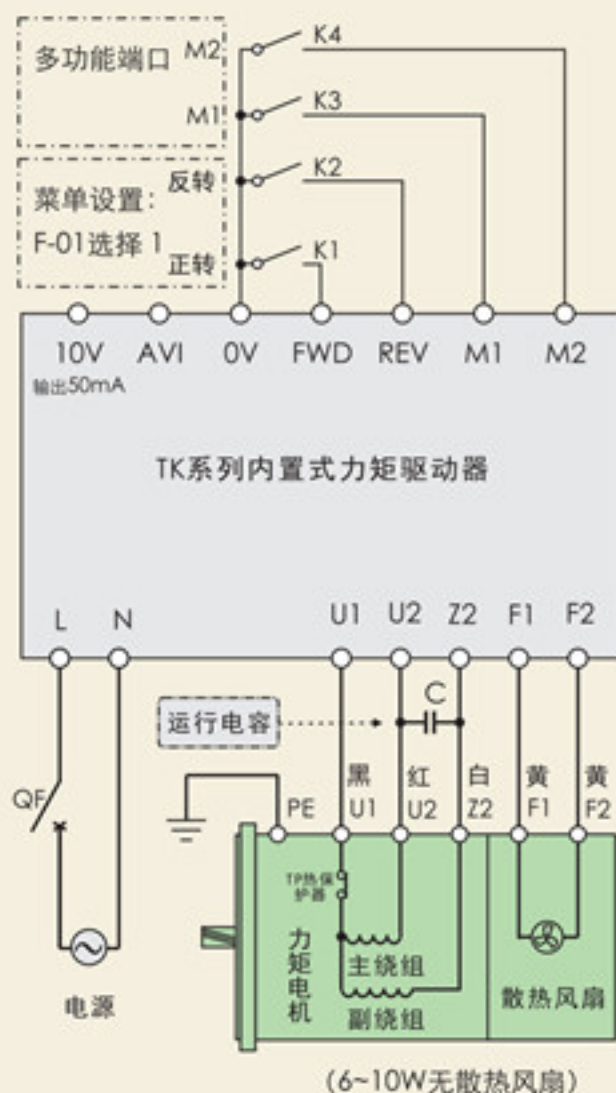 多功能端口
M2
K4
M1
K3
菜单设置:
F-01选择 1
反转
K2
正转
K1
10V AVI 0V FWD REV M1 M2
输出50mA
TK系列内置式力矩驱动器
L N U1 U2 Z2 F1 F2
运行电容
C
QF
黑 红 白 黄 黄
PE U1 U2 Z2 F1 F2
TP热保
护器
力矩电机
主绕组
副绕组
散热风扇
电源
(6~10W无散热风扇)